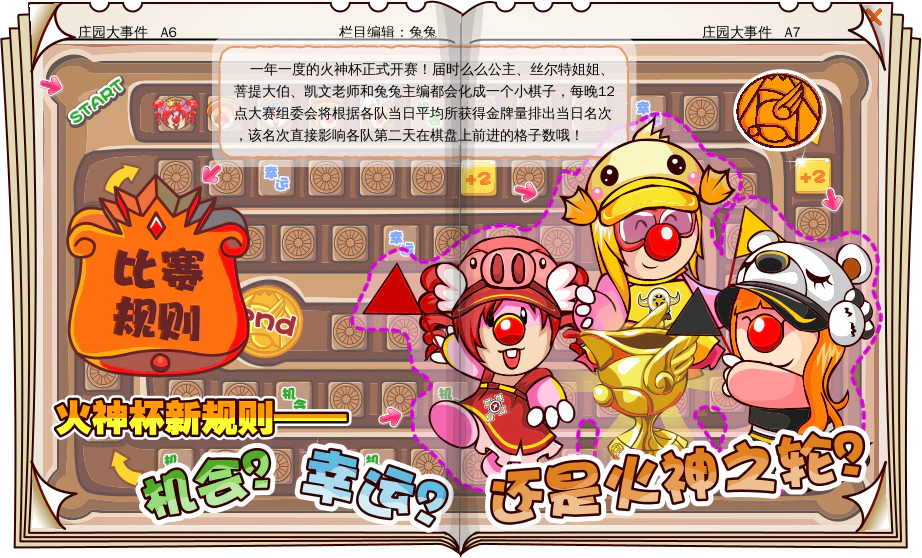 庄园大事件 A6
栏目编辑：兔兔
庄园大事件 A7
一年一度的火神杯正式开赛！届时么么公主、丝尔特姐姐、
菩提大伯、凯文老师和兔兔主编都会化成一个小棋子，每晚12
点大赛组委会将根据各队当日平均所获得金牌量排出当日名次
，该名次直接影响各队第二天在棋盘上前进的格子数哦！
START
幸运
幸运
+2
+2
幸运
比赛
规则
end
机会
机
火神杯新规则——
机
机
机会？
幸运？
还是火神之轮？